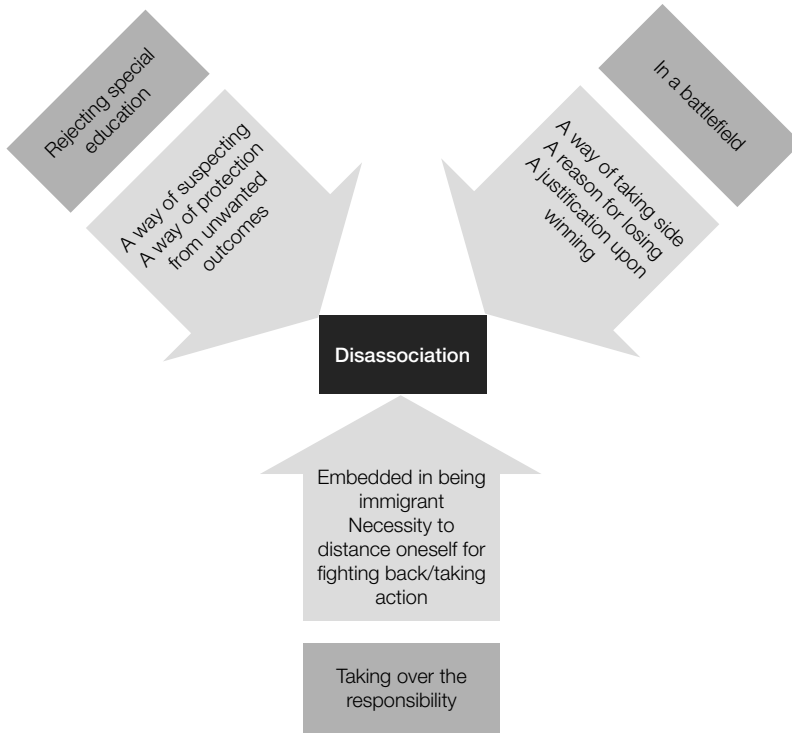 Rejecting special
education
A way of suspecting
A way of protection
from unwanted
outcomes
In a battlefield
A way of taking side
A reason for losing
A justification upon
winning
Disassociation
Embedded in being
immigrant
Necessity to
distance oneself for
fighting back/taking
action
Taking over the
responsibility